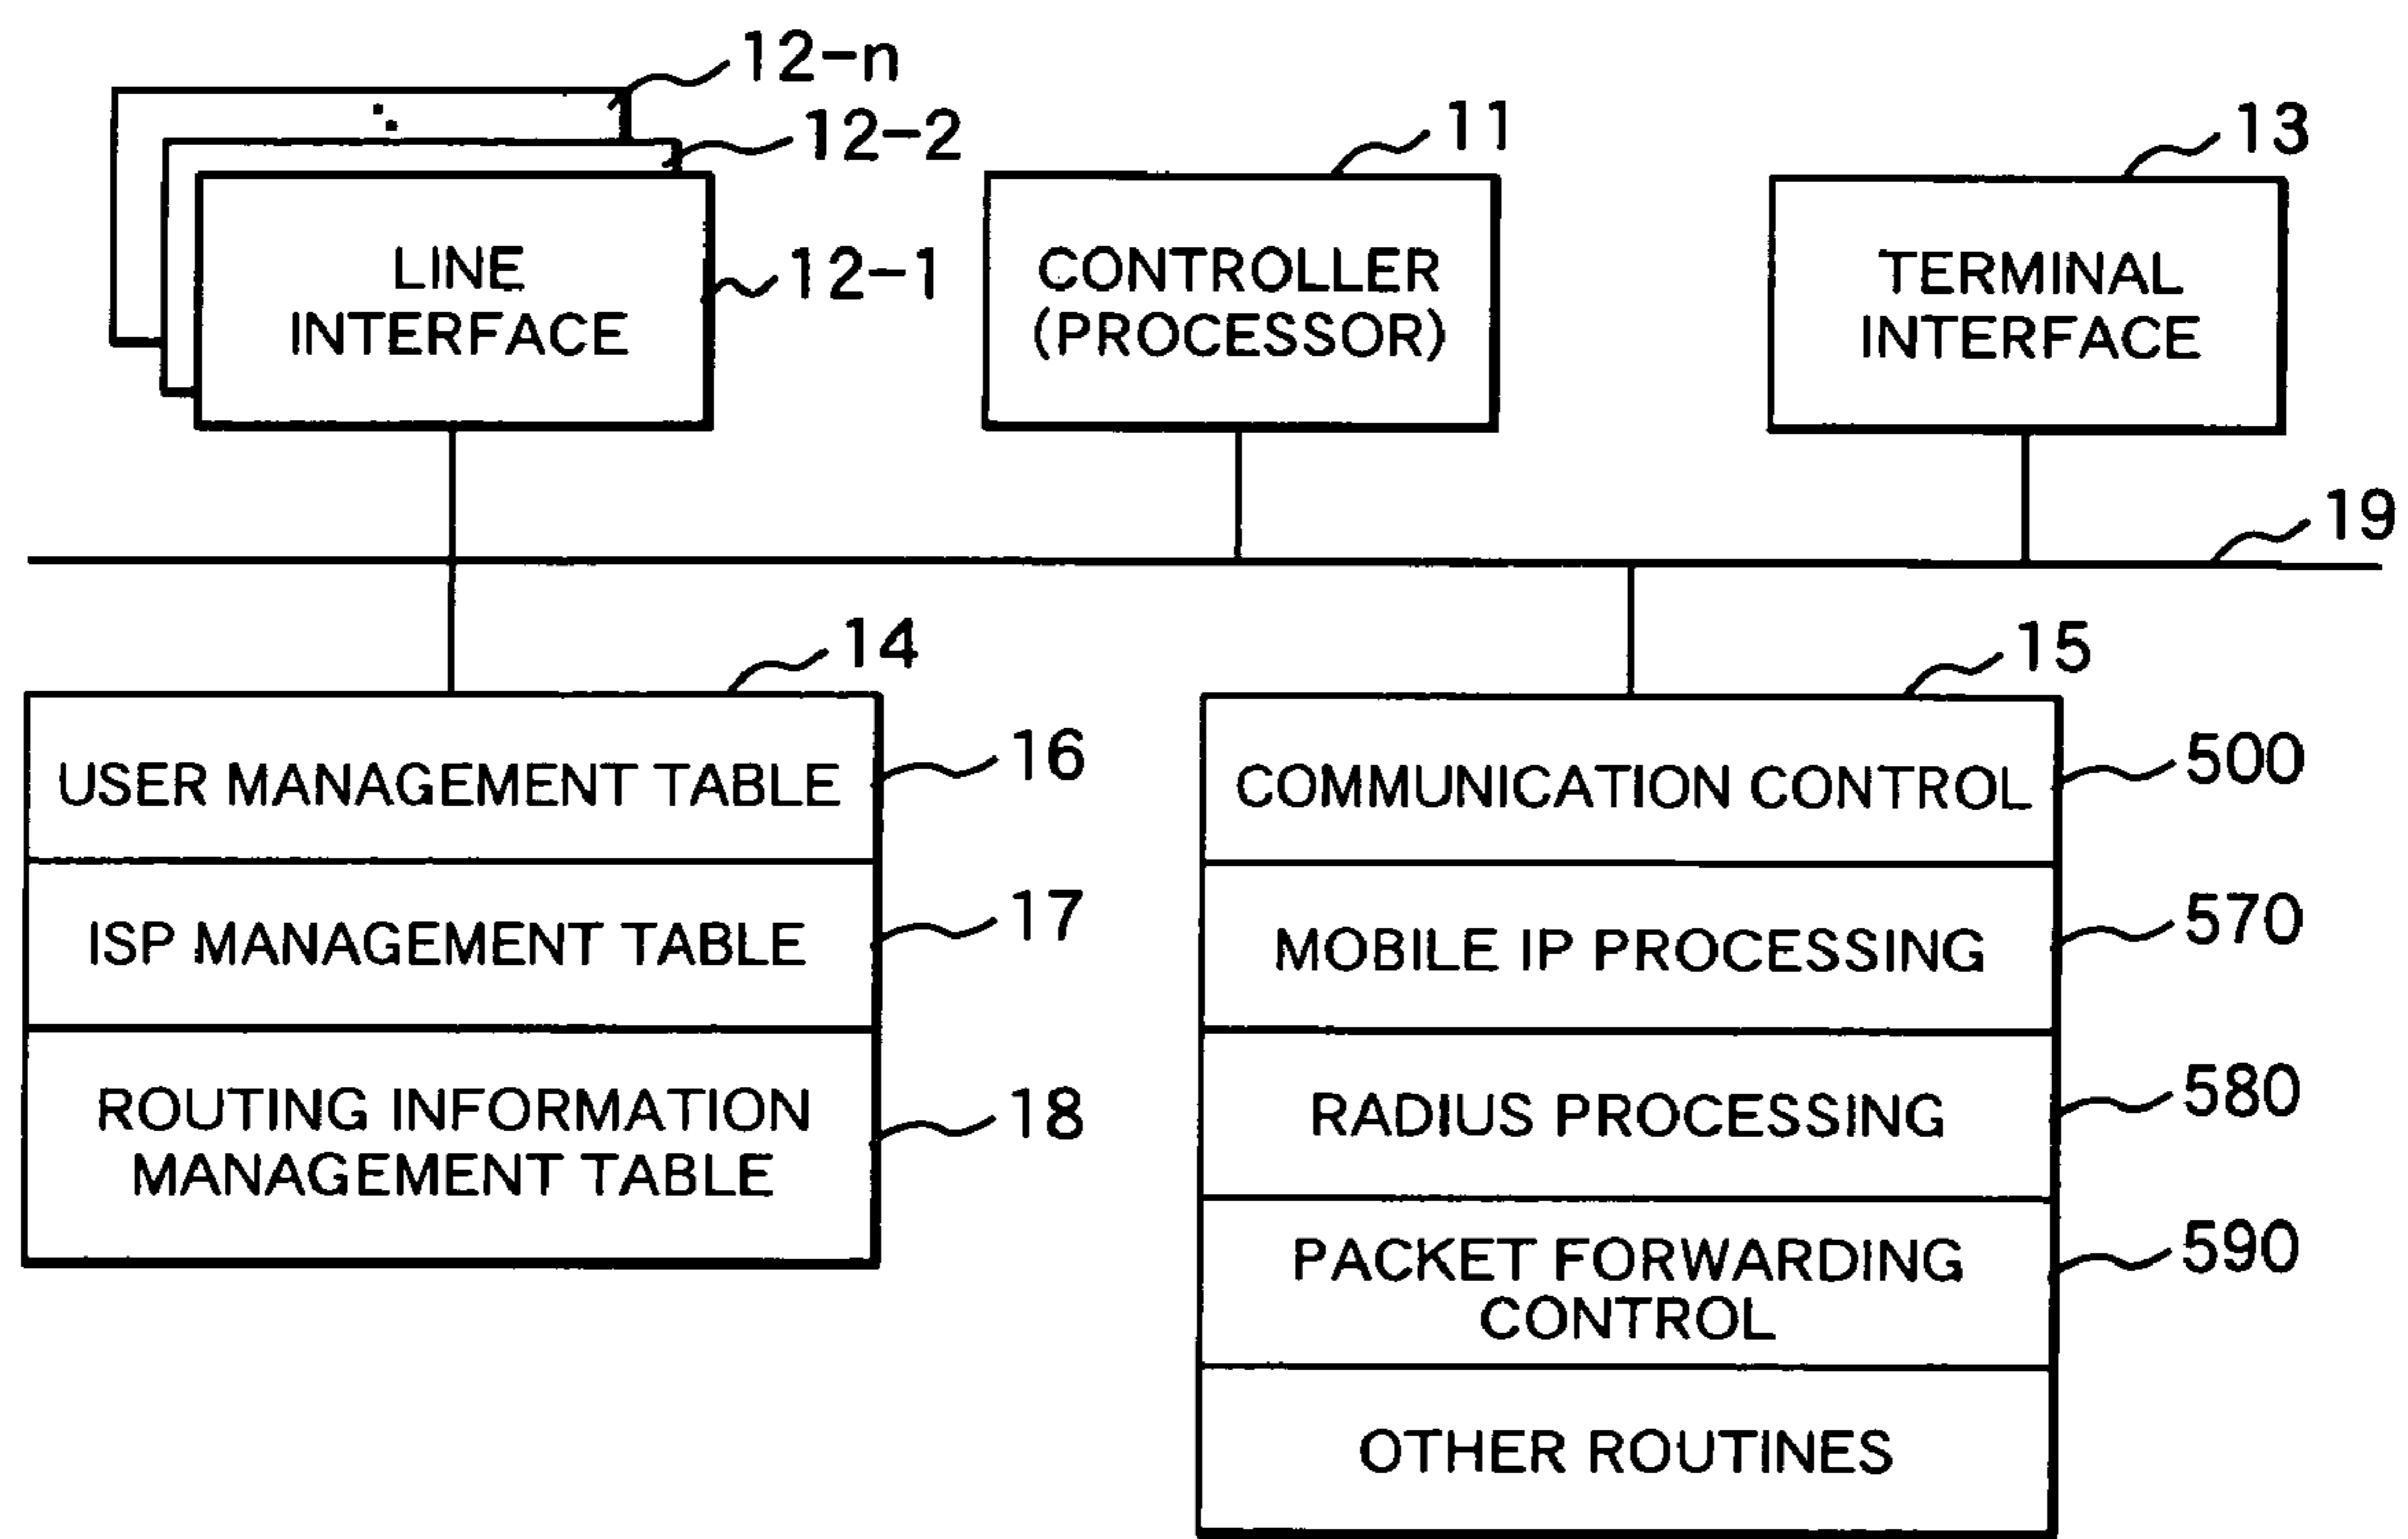 12-n
12-2
11
13
LINE
INTERFACE
12-1
CONTROLLER
(PROCESSOR)
TERMINAL
INTERFACE
19
14
15
USER MANAGEMENT TABLE
16
COMMUNICATION CONTROL
500
ISP MANAGEMENT TABLE
17
MOBILE IP PROCESSING
570
ROUTING INFORMATION
MANAGEMENT TABLE
18
RADIUS PROCESSING
580
PACKET FORWARDING
CONTROL
590
OTHER ROUTINES